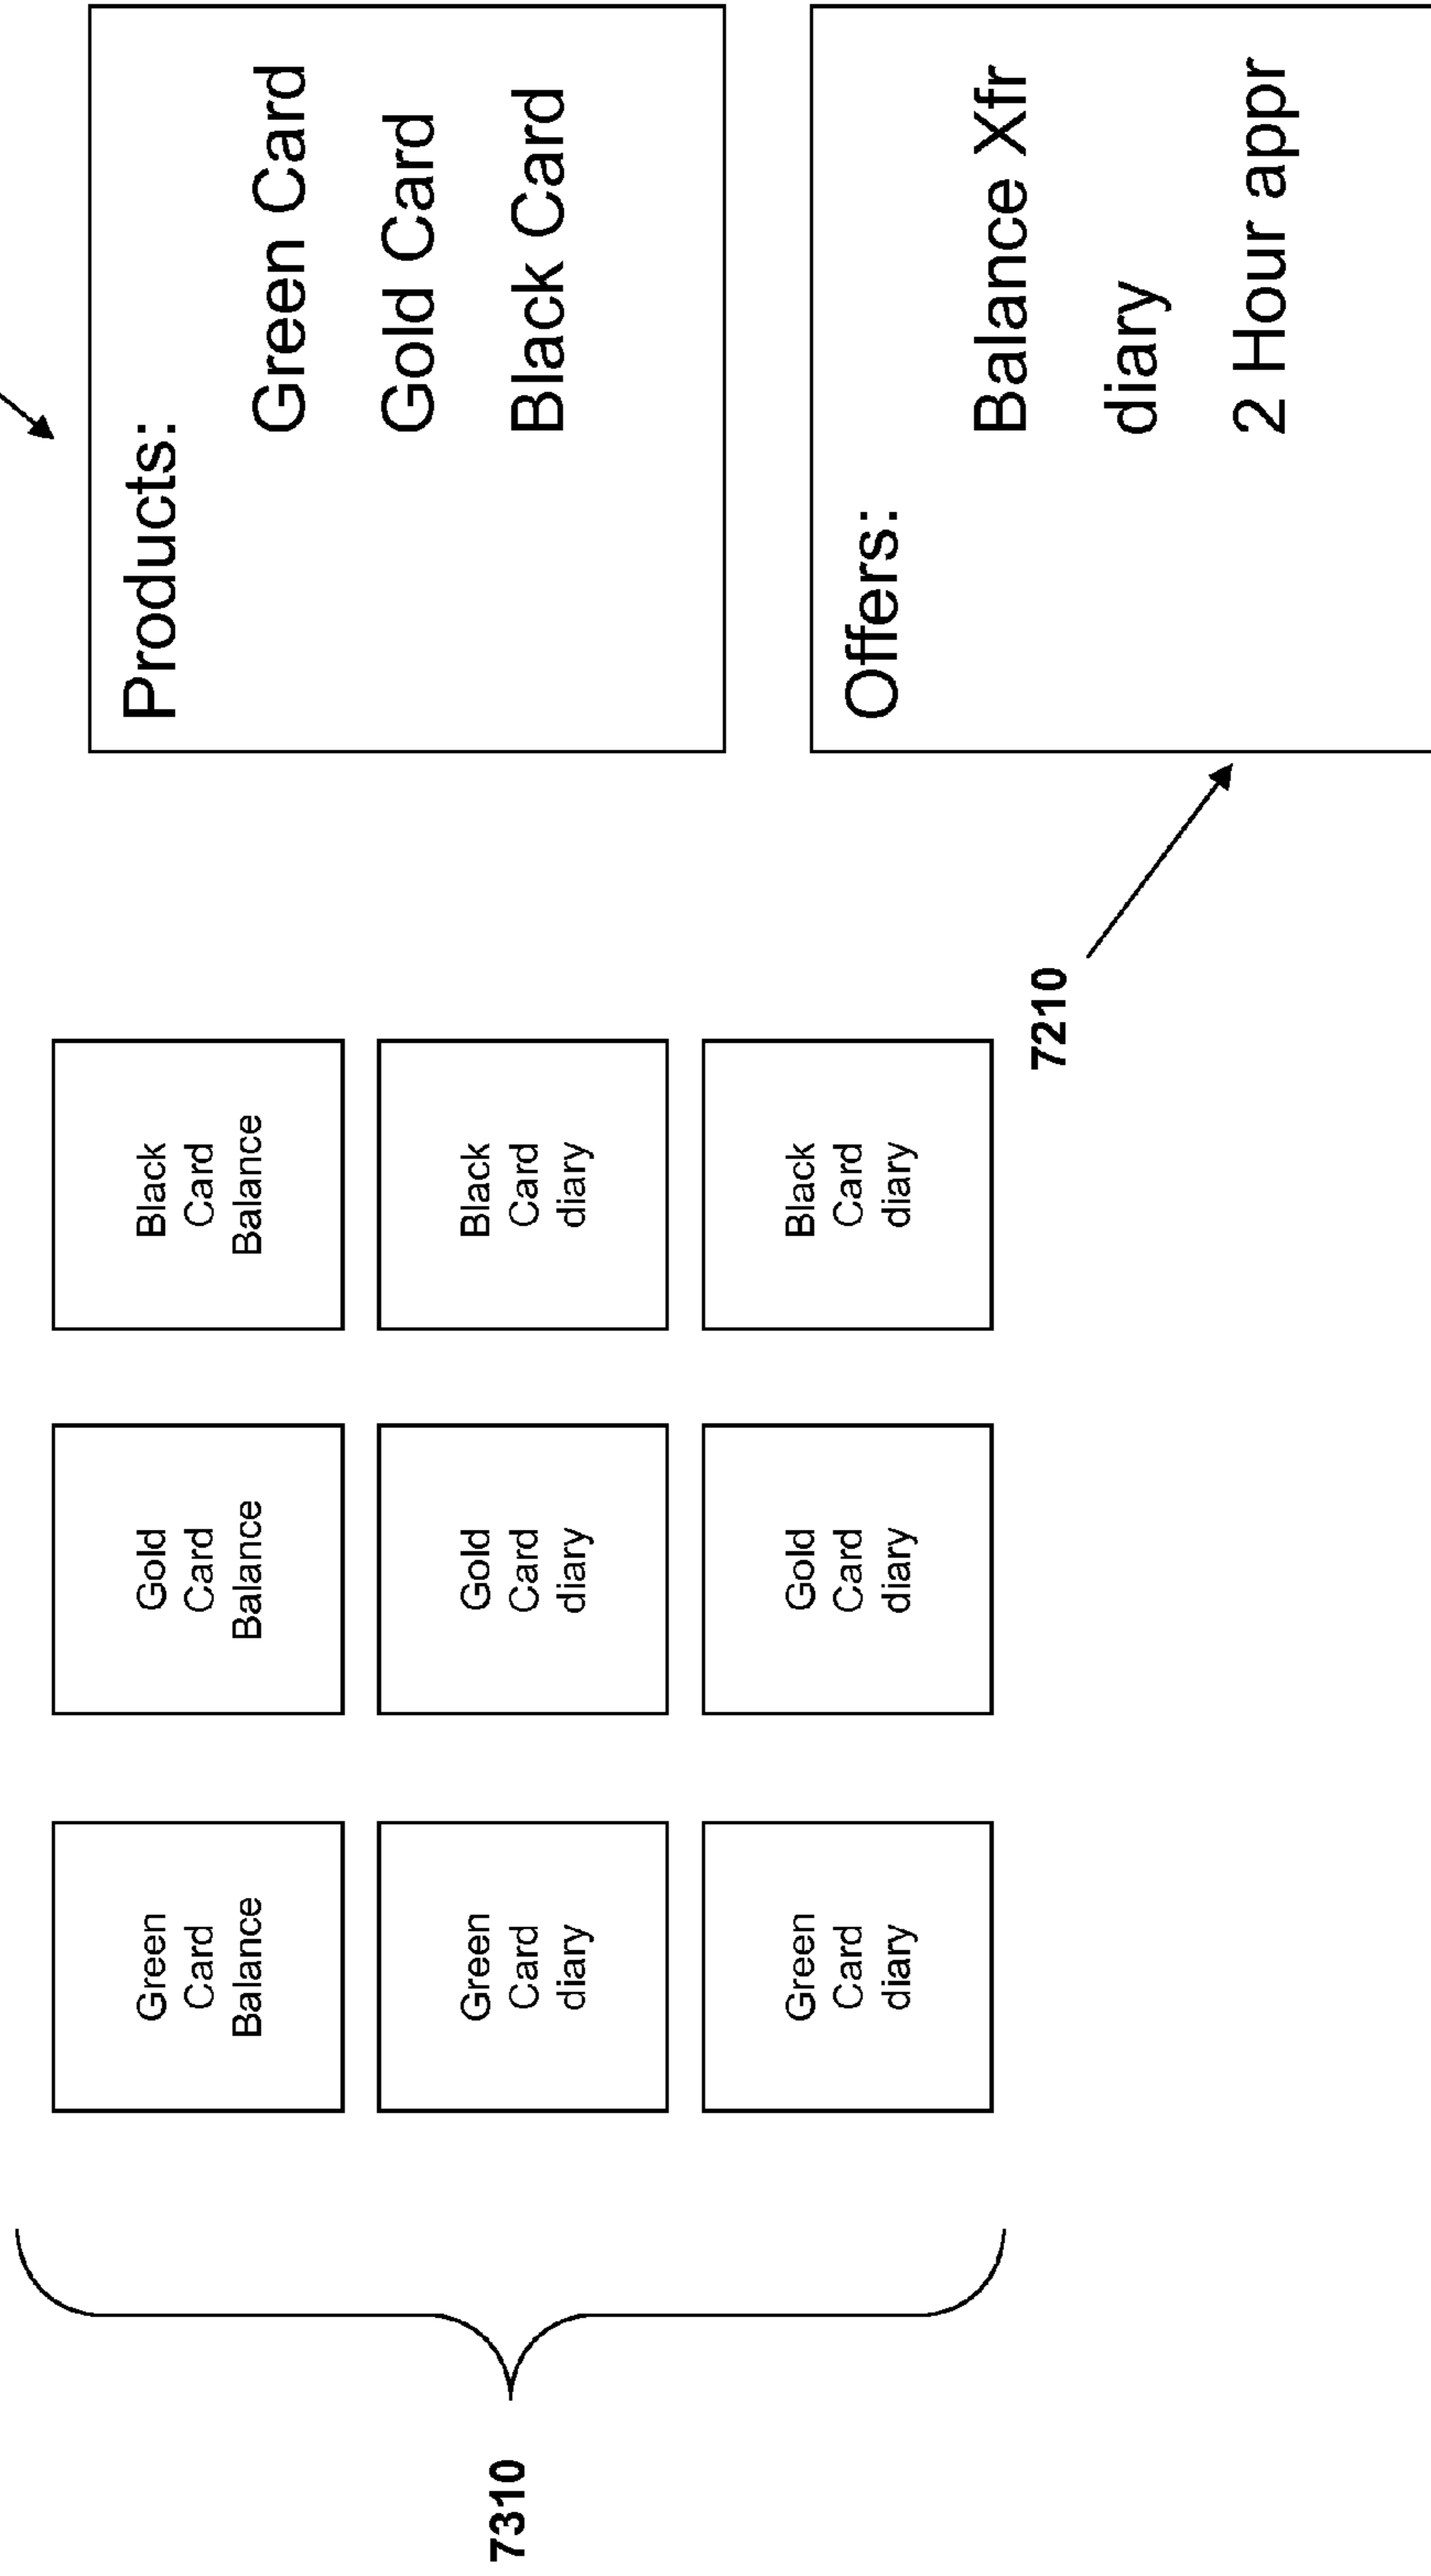 7310
Green
Card
Balance
Gold
Card
Balance
Black
Card
Balance
Green
Card
diary
Gold
Card
diary
Black
Card
diary
Green
Card
diary
Gold
Card
diary
Black
Card
diary
Products:
Green Card
Gold Card
Black Card
7210
Offers:
Balance Xfr
diary
2 Hour appr